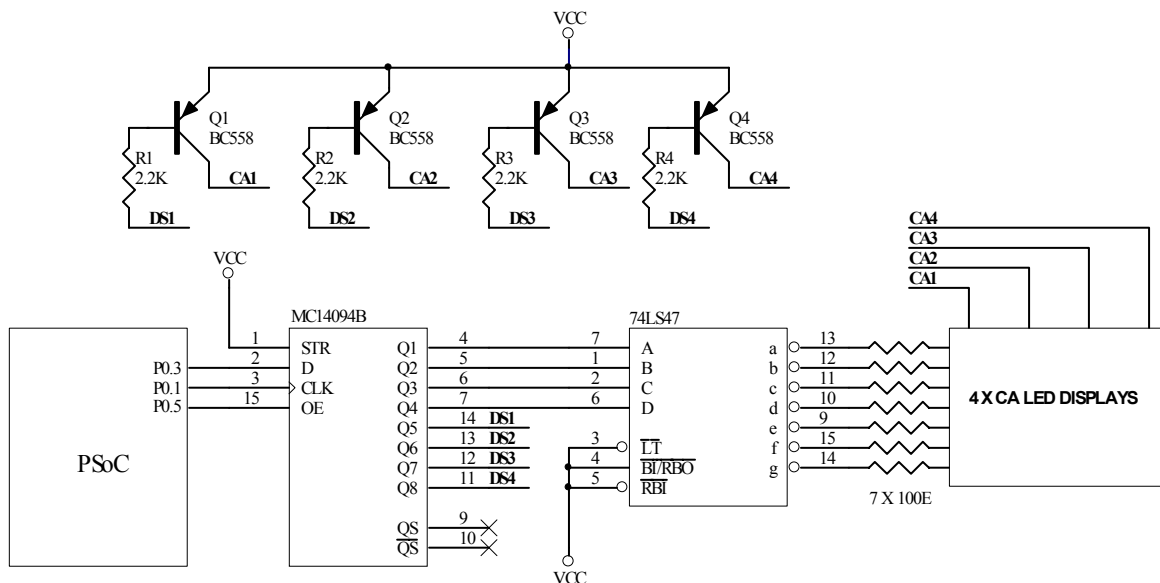 VCC
Q1
BC558
Q2
BC558
Q3
BC558
Q4
BC558
R1
2.2K
R2
2.2K
R3
2.2K
R4
2.2K
CA1
CA2
CA3
CA4
DS1
DS2
DS3
DS4
CA4
CA3
CA2
CA1
VCC
MC14094B
74LS47
PSoC
P0.3
P0.1
P0.5
1
2
3
15
STR
D
CLK
OE
Q1
Q2
Q3
Q4
Q5
Q6
Q7
Q8
QS
QS
4
5
6
7
14 DS1
13 DS2
12 DS3
11 DS4
9
10
7
1
2
6
3
4
5
A
B
C
D
LT
BI/RBO
RBI
a
b
c
d
e
f
g
13
12
11
10
9
15
14
7 X 100E
4 X CA LED DISPLAYS
VCC